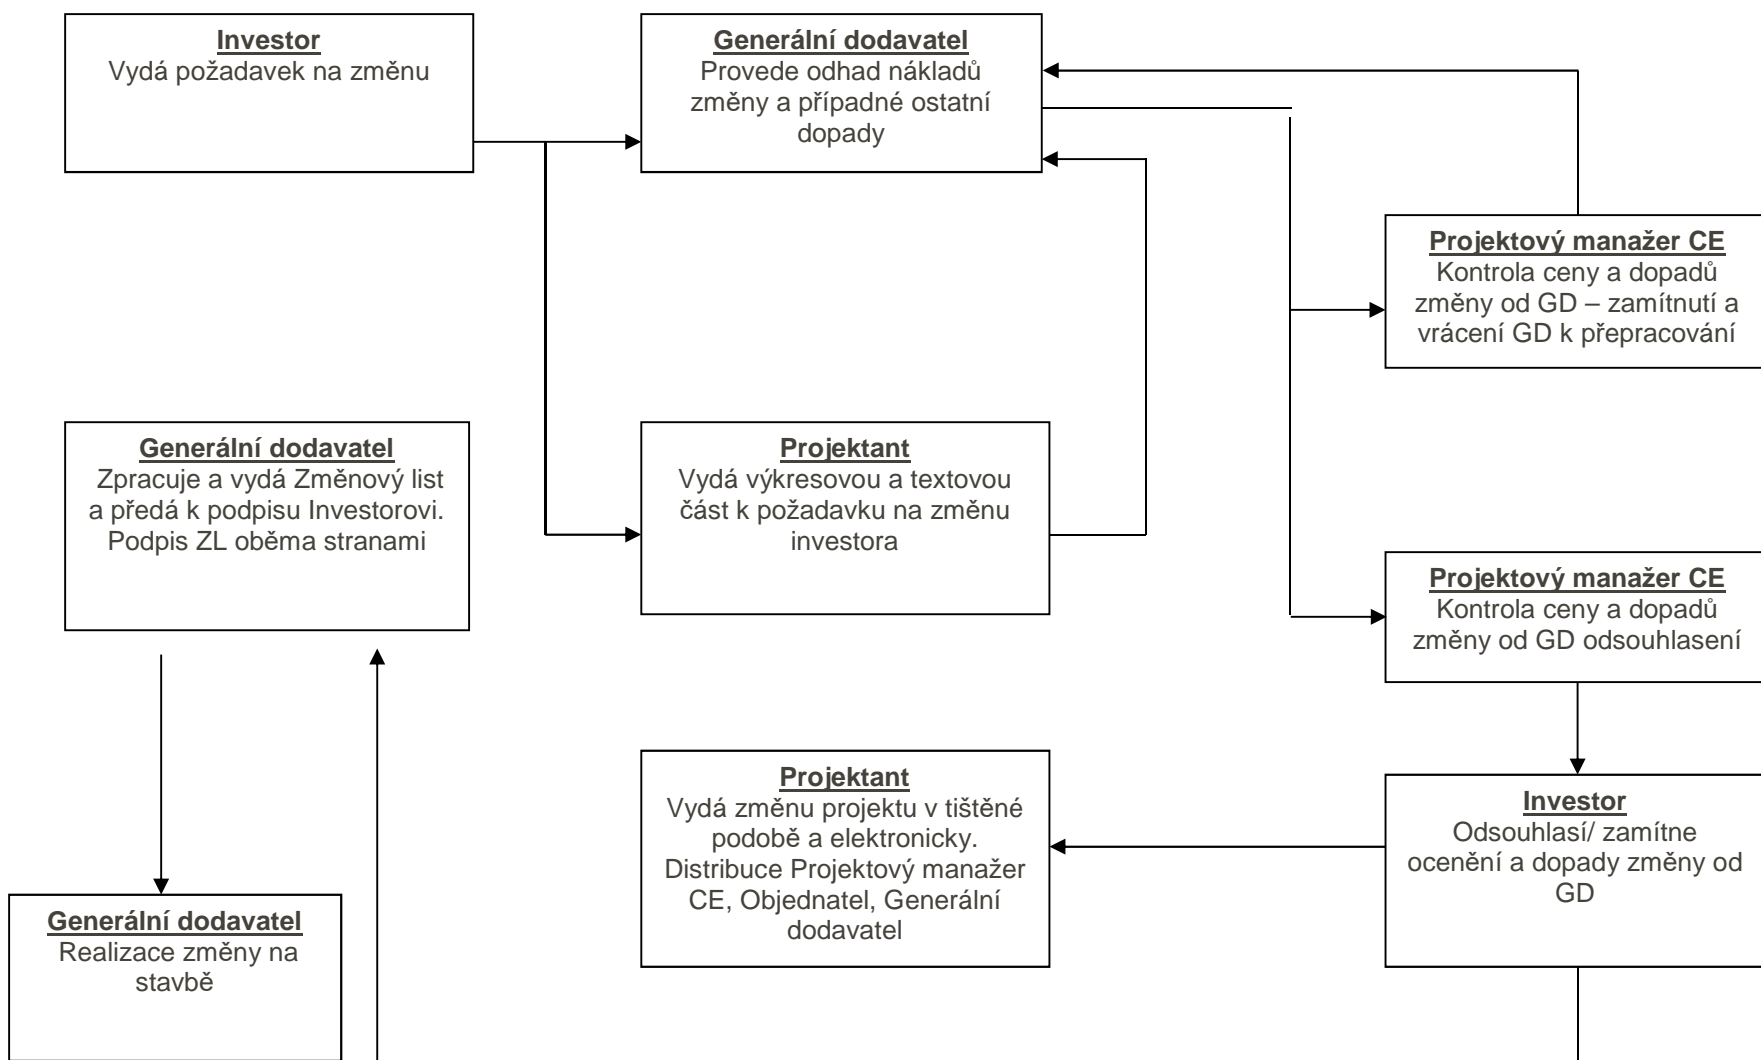 Investor
Vydá požadavek na změnu
Generální dodavatel
Provede odhad nákladů
změny a případné ostatní
dopady
Projektový manažer CE
Kontrola ceny a dopadů
změny od GD – zamítnutí a
vrácení GD k přepracování
Generální dodavatel
Zpracuje a vydá Změnový list
a předá k podpisu Investorovi.
Podpis ZL oběma stranami
Projektant
Vydá výkresovou a textovou
část k požadavku na změnu
investora
Projektový manažer CE
Kontrola ceny a dopadů
změny od GD odsouhlasení
Projektant
Vydá změnu projektu v tištěné
podobě a elektronicky.
Distribuce Projektový manažer
CE, Objednatel, Generální
dodavatel
Investor
Odsouhlasí/ zamítne
ocenění a dopady změny od
GD
Generální dodavatel
Realizace změny na
stavbě